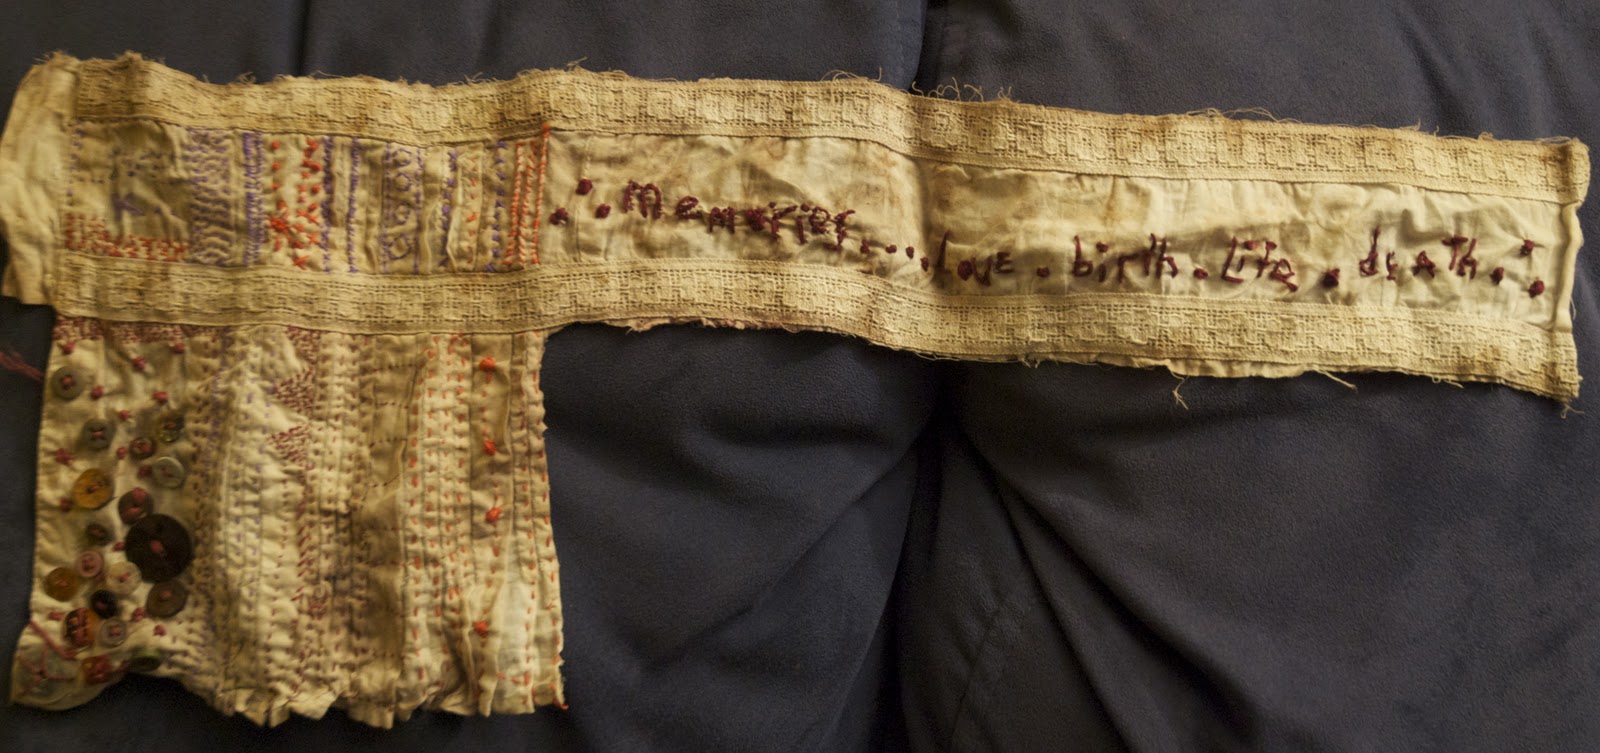 memories....Love . birth . Life . death .